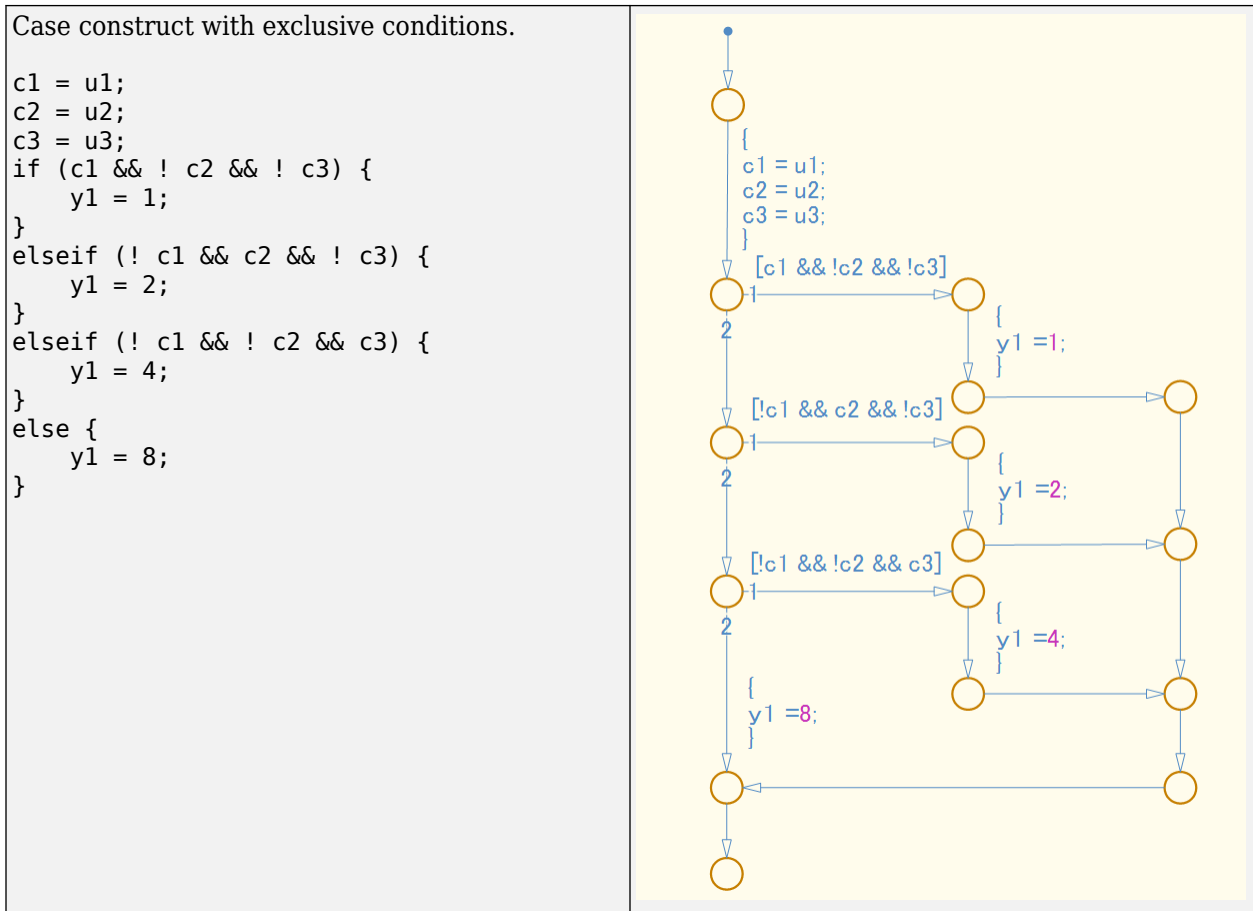 Case construct with exclusive conditions.
c1 = u1;
c2 = u2;
c3 = u3;
if (c1 && ! c2 && ! c3) {
    y1 = 1;
}
elseif (! c1 && c2 && ! c3) {
    y1 = 2;
}
elseif (! c1 && ! c2 && c3) {
    y1 = 4;
}
else {
    y1 = 8;
}
{
c1 = u1;
c2 = u2;
c3 = u3;
}
[c1 && !c2 && !c3]
1
2
{
y1 =1;
}
[!c1 && c2 && !c3]
1
2
{
y1 =2;
}
[!c1 && !c2 && c3]
1
2
{
y1 =4;
}
{
y1 =8;
}